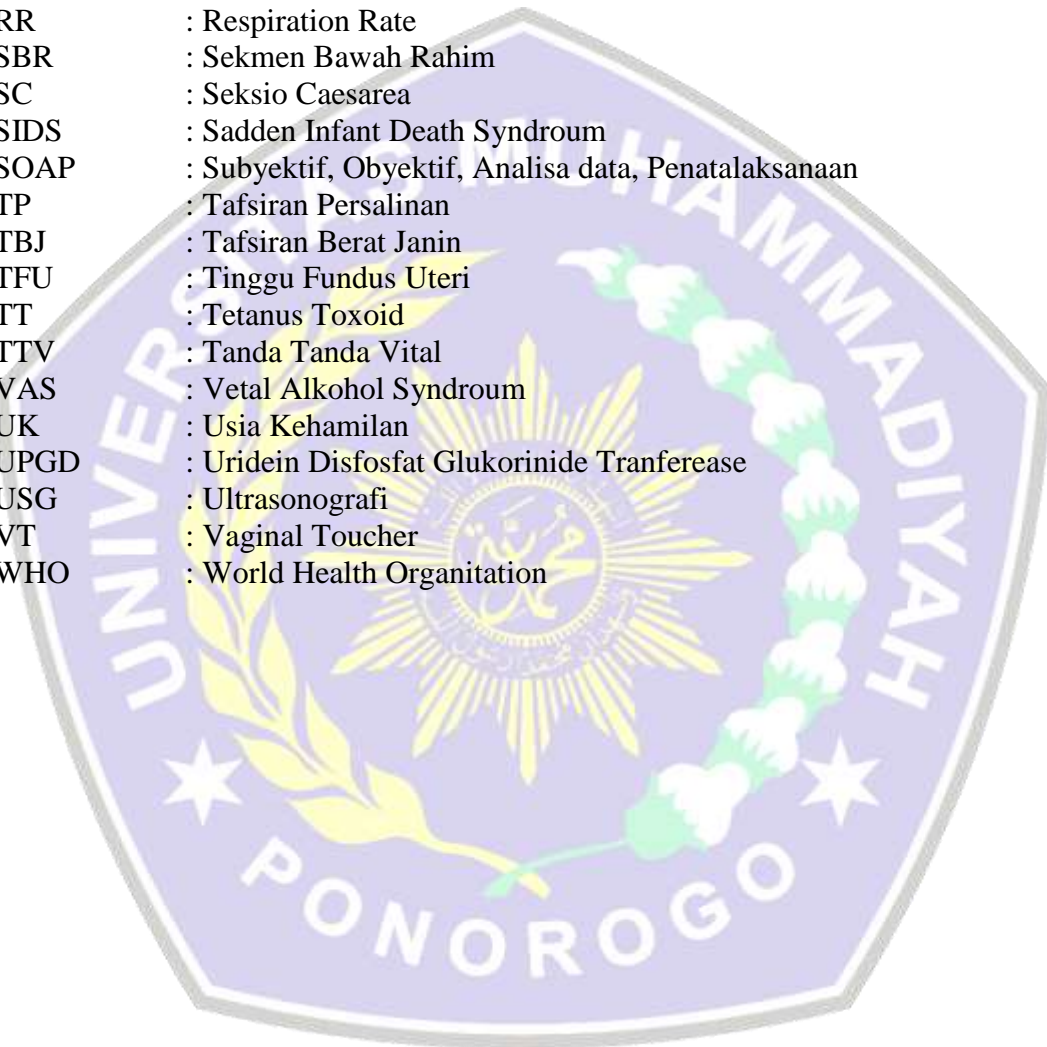 RR : Respiration Rate
SBR : Sekmen Bawah Rahim
SC : Seksio Caesarea
SIDS : Sadden Infant Death Syndroum
SOAP : Subyektif, Obyektif, Analisa data, Penatalaksanaan
TP : Tafsiran Persalinan
TBJ : Tafsiran Berat Janin
TFU : Tinggu Fundus Uteri
TT : Tetanus Toxoid
TTV : Tanda Tanda Vital
VAS : Vetal Alkohol Syndroum
UK : Usia Kehamilan
UPGD : Uridein Disfosfat Glukorinide Tranferease
USG : Ultrasonografi
VT : Vaginal Toucher
WHO : World Health Organitation
UNIVERSITAS MUHAMMADIYAH
PONOROGO